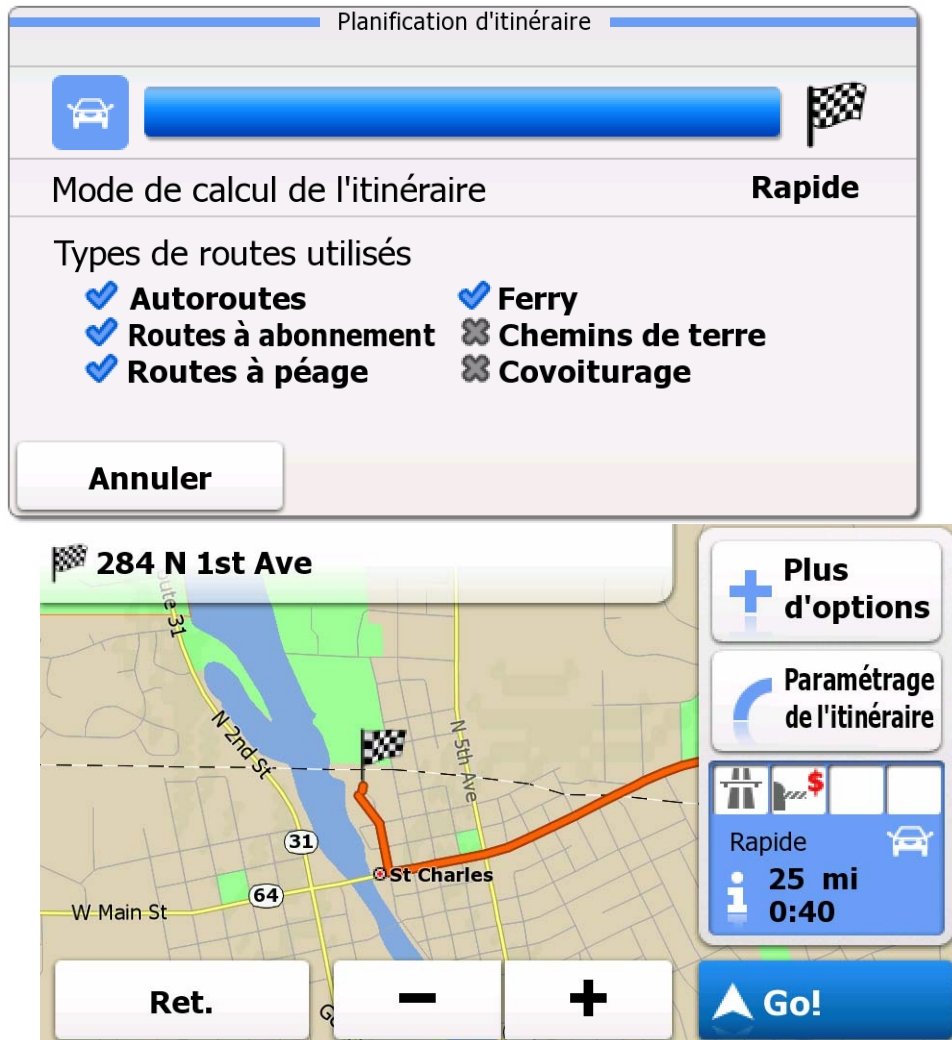 Planification d'itinéraire
Mode de calcul de l'itinéraire Rapide
Types de routes utilisés
Autoroutes Ferry
Routes à abonnement Chemins de terre
Routes à péage Covoiturage
Annuler
284 N 1st Ave
Plus
d'options
Paramétrage
de l'itinéraire
31
N 2nd St
N 5th Ave
31
$
Rapide
25 mi
0:40
St Charles
64
W Main St
Ret.
−
+
Go!